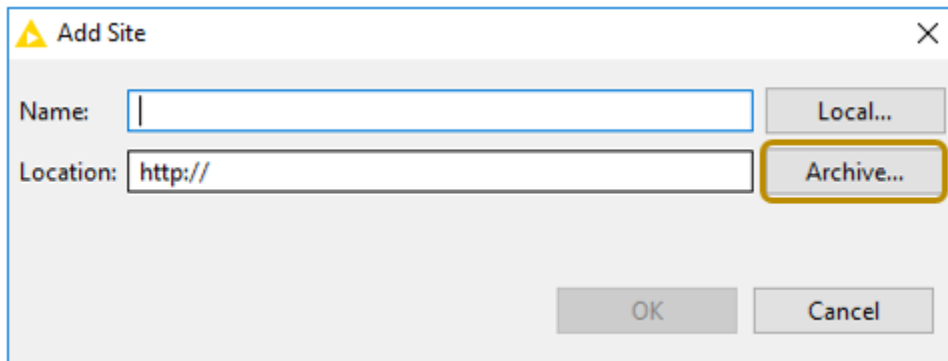 Add Site
Name: Local...
Location: http:// Archive...
OK Cancel